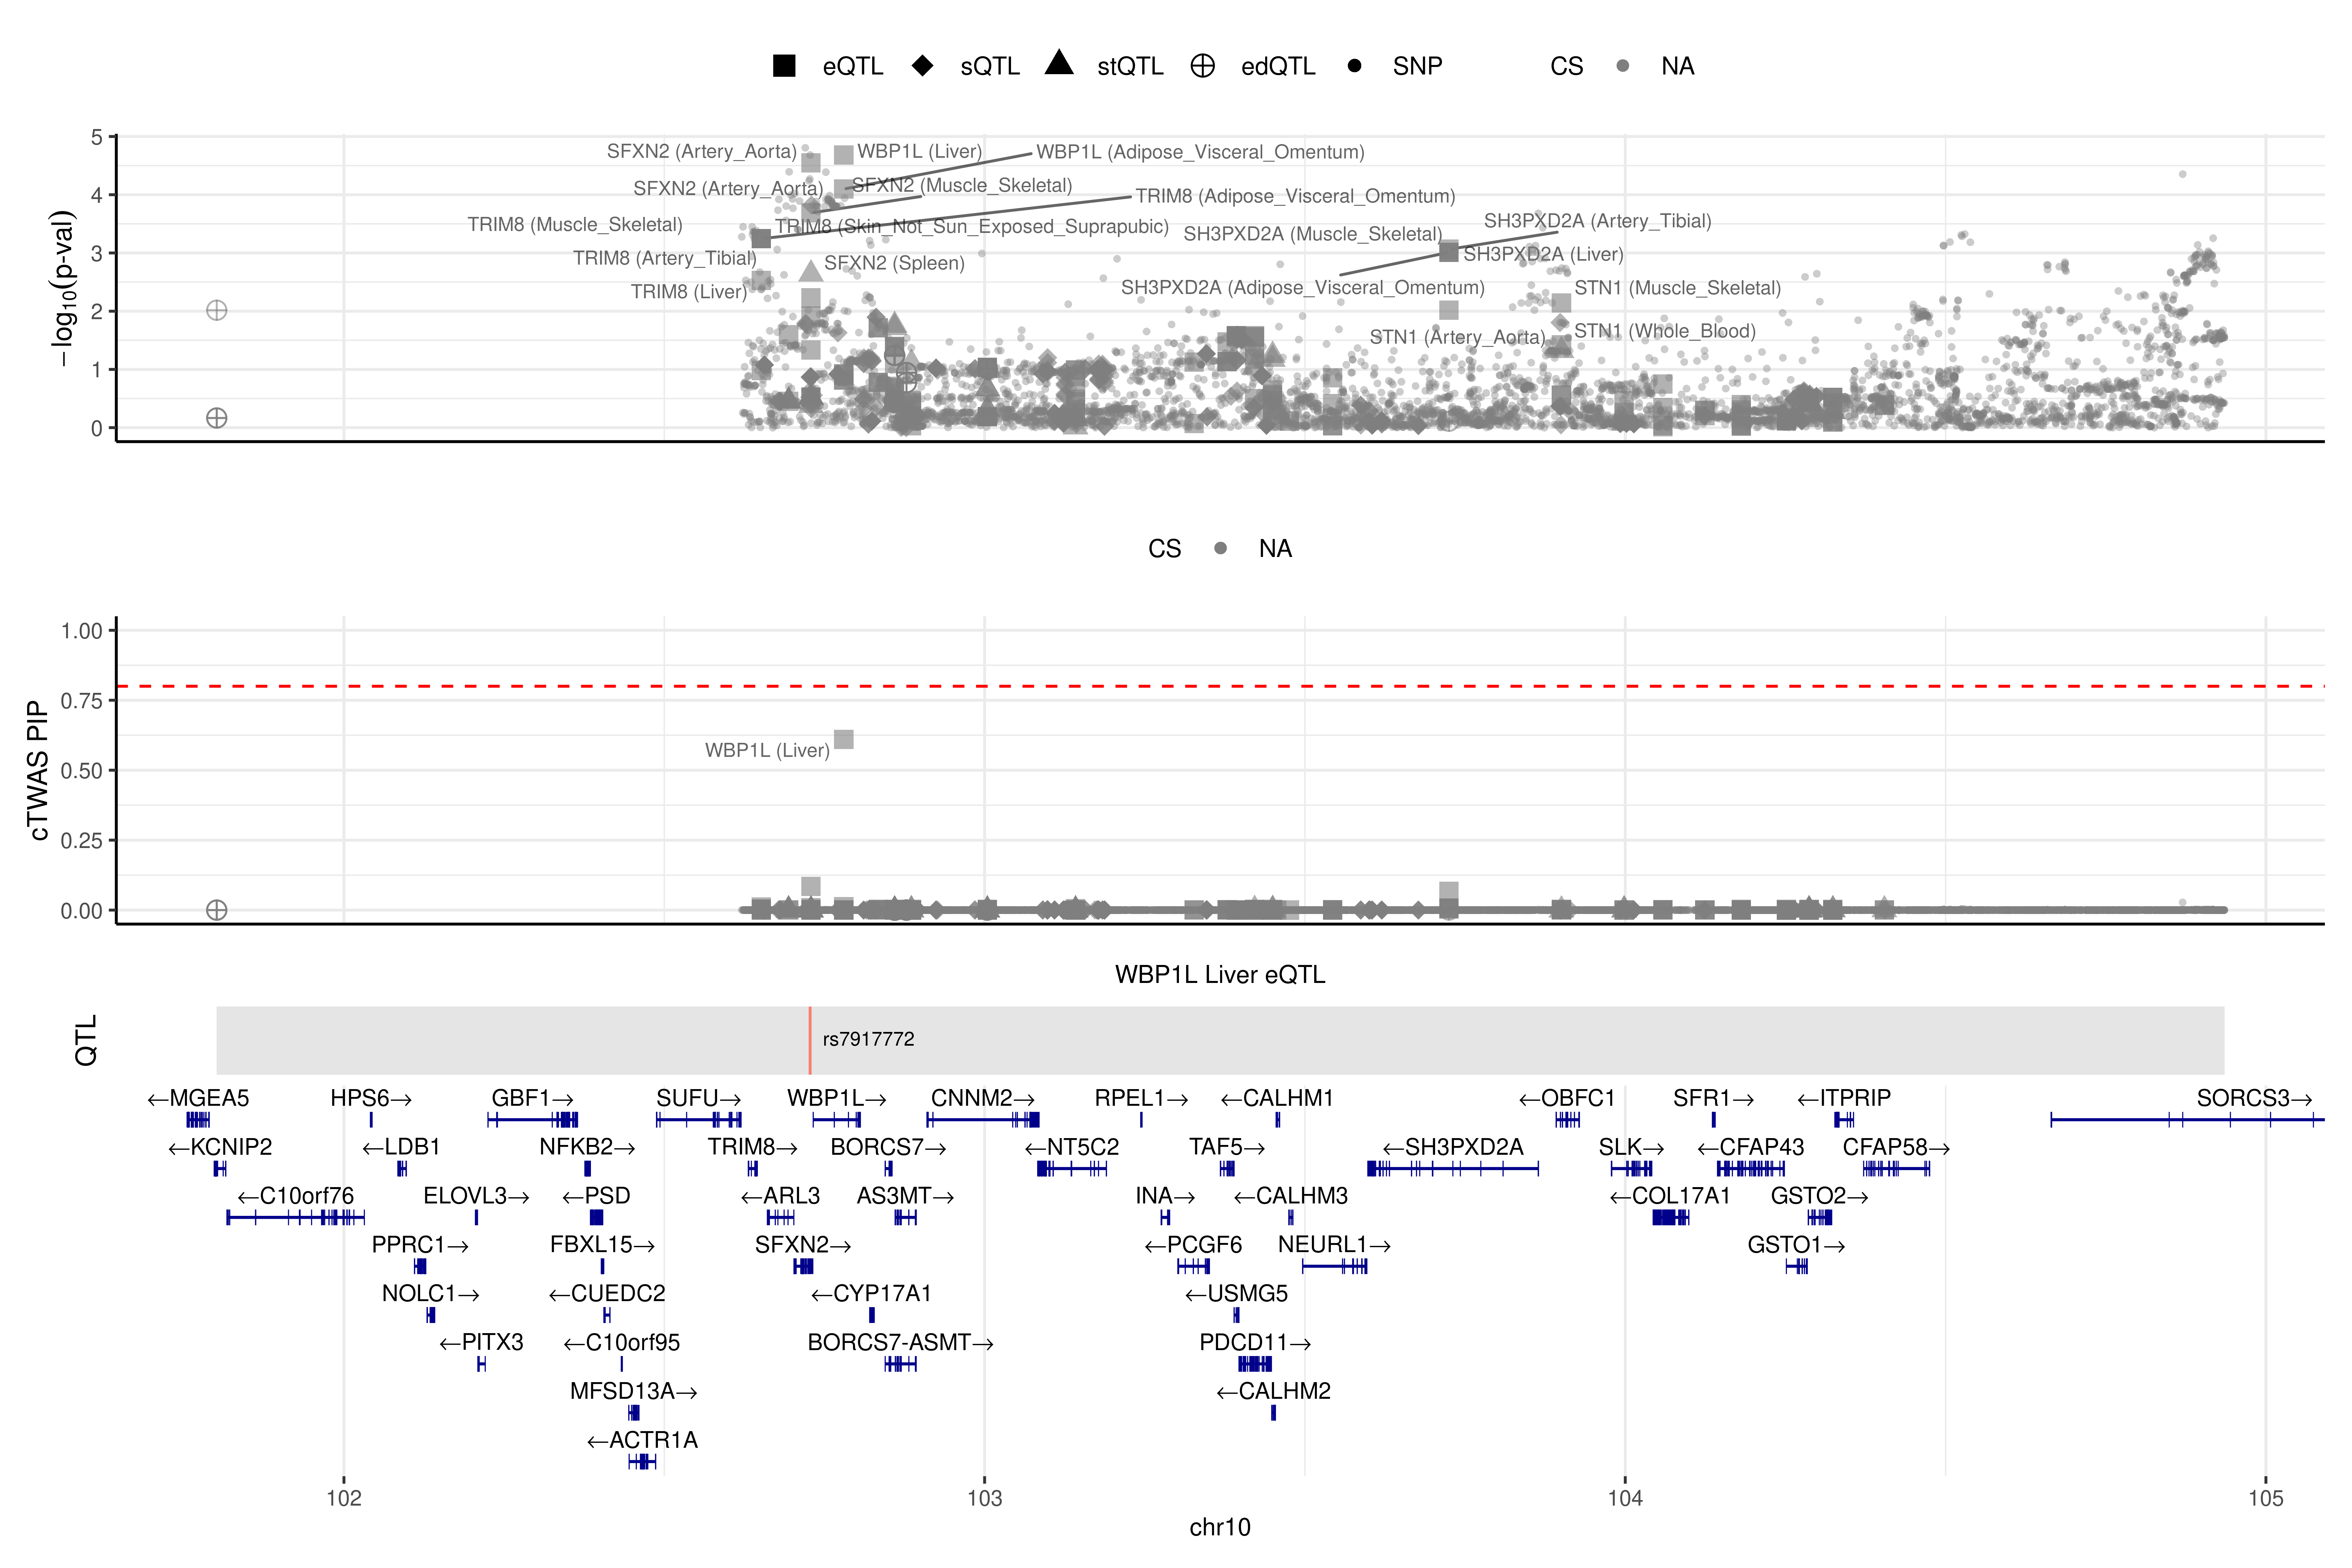 eQTL sQTL stQTL edQTL SNP CS NA
5
4
3
2
1
0
−log10(p-val)
SFXN2 (Artery_Aorta)
WBP1L (Liver)
WBP1L (Adipose_Visceral_Omentum)
SFXN2 (Artery_Aorta)
SFXN2 (Muscle_Skeletal)
TRIM8 (Adipose_Visceral_Omentum)
TRIM8 (Muscle_Skeletal)
TRIM8 (Skin_Not_Sun_Exposed_Suprapubic)
SH3PXD2A (Muscle_Skeletal)
SH3PXD2A (Artery_Tibial)
TRIM8 (Artery_Tibial)
SFXN2 (Spleen)
SH3PXD2A (Liver)
TRIM8 (Liver)
SH3PXD2A (Adipose_Visceral_Omentum)
STN1 (Muscle_Skeletal)
STN1 (Artery_Aorta)
STN1 (Whole_Blood)
CS NA
1.00
0.75
0.50
0.25
0.00
cTWAS PIP
WBP1L (Liver)
WBP1L Liver eQTL
QTL
rs7917772
←MGEA5 HPS6→ GBF1→ SUFU→ WBP1L→ CNNM2→ RPEL1→ ←CALHM1 ←OBFC1 SFR1→ ←ITPRIP SORCS3→
←KCNIP2 ←LDB1 NFKB2→ TRIM8→ BORCS7→ ←NT5C2 TAF5→ ←SH3PXD2A SLK→ ←CFAP43 CFAP58→
←C10orf76 ELOVL3→ ←PSD ←ARL3 AS3MT→ INA→ ←CALHM3 ←COL17A1 GSTO2→
PPRC1→ FBXL15→ SFXN2→ ←PCGF6 NEURL1→ GSTO1→
NOLC1→ ←CUEDC2 ←CYP17A1 ←USMG5
←PITX3 ←C10orf95 BORCS7-ASMT→ PDCD11→
MFSD13A→ ←CALHM2
←ACTR1A
102 103 104 105
chr10